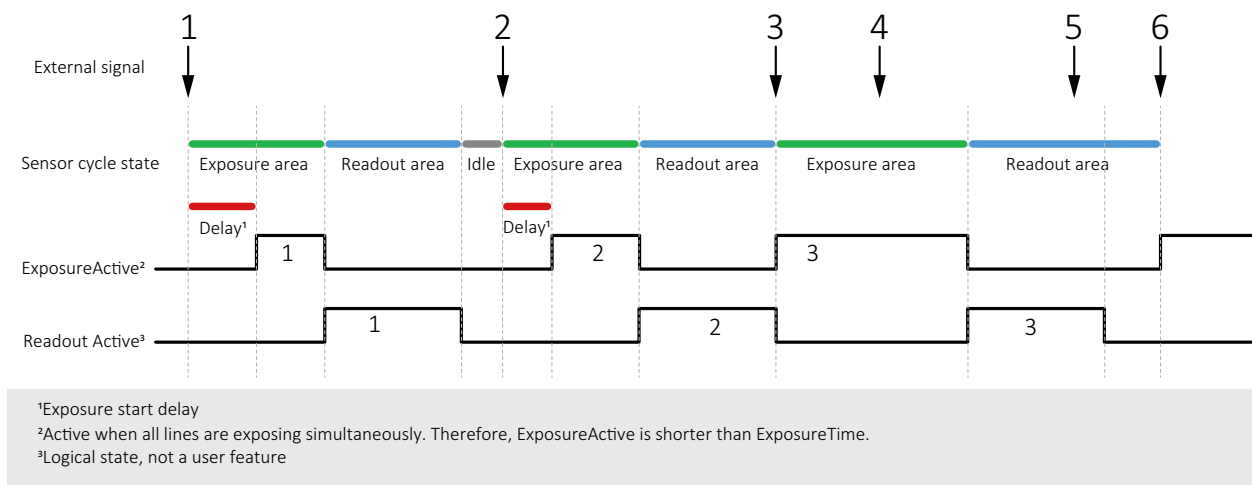 1 2 3 4 5 6
External signal
Sensor cycle state Exposure area Readout area Idle Exposure area Readout area Exposure area Readout area
Delay¹ Delay¹
ExposureActive² 1 2 3
Readout Active³ 1 2 3
¹Exposure start delay
²Active when all lines are exposing simultaneously. Therefore, ExposureActive is shorter than ExposureTime.
³Logical state, not a user feature